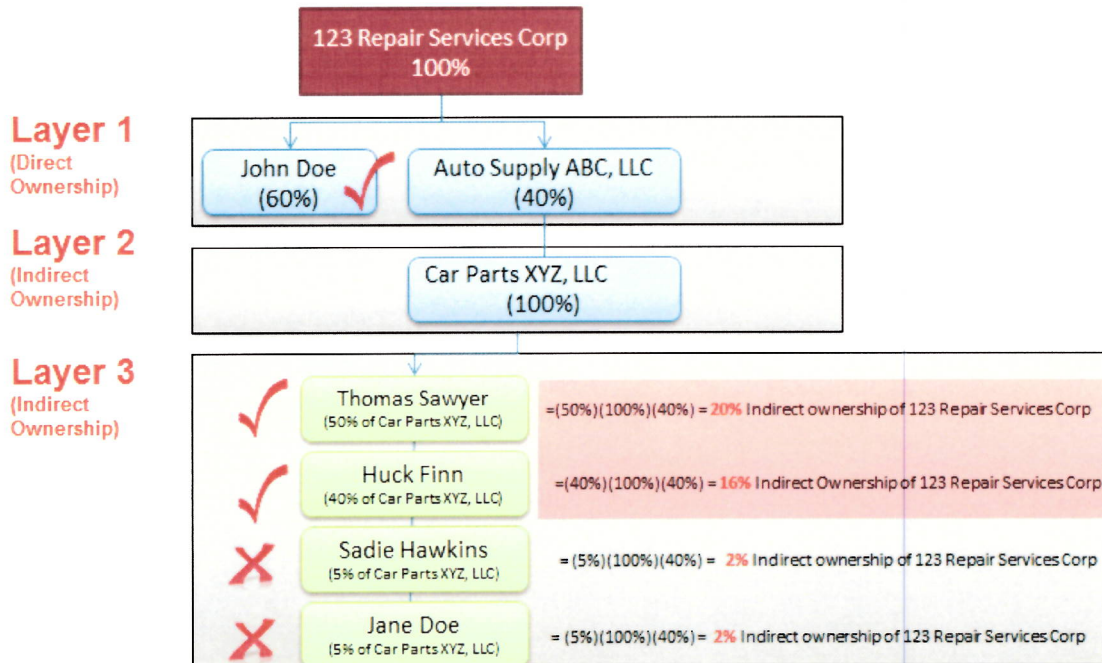 123 Repair Services Corp
100%
Layer 1
(Direct
Ownership)
John Doe
(60%)
Auto Supply ABC, LLC
(40%)
Layer 2
(Indirect
Ownership)
Car Parts XYZ, LLC
(100%)
Layer 3
(Indirect
Ownership)
Thomas Sawyer
(50% of Car Parts XYZ, LLC)
=(50%)(100%)(40%) = 20% Indirect ownership of 123 Repair Services Corp
Huck Finn
(40% of Car Parts XYZ, LLC)
=(40%)(100%)(40%) = 16% Indirect Ownership of 123 Repair Services Corp
Sadie Hawkins
(5% of Car Parts XYZ, LLC)
= (5%)(100%)(40%) = 2% Indirect ownership of 123 Repair Services Corp
Jane Doe
(5% of Car Parts XYZ, LLC)
= (5%)(100%)(40%) = 2% Indirect ownership of 123 Repair Services Corp